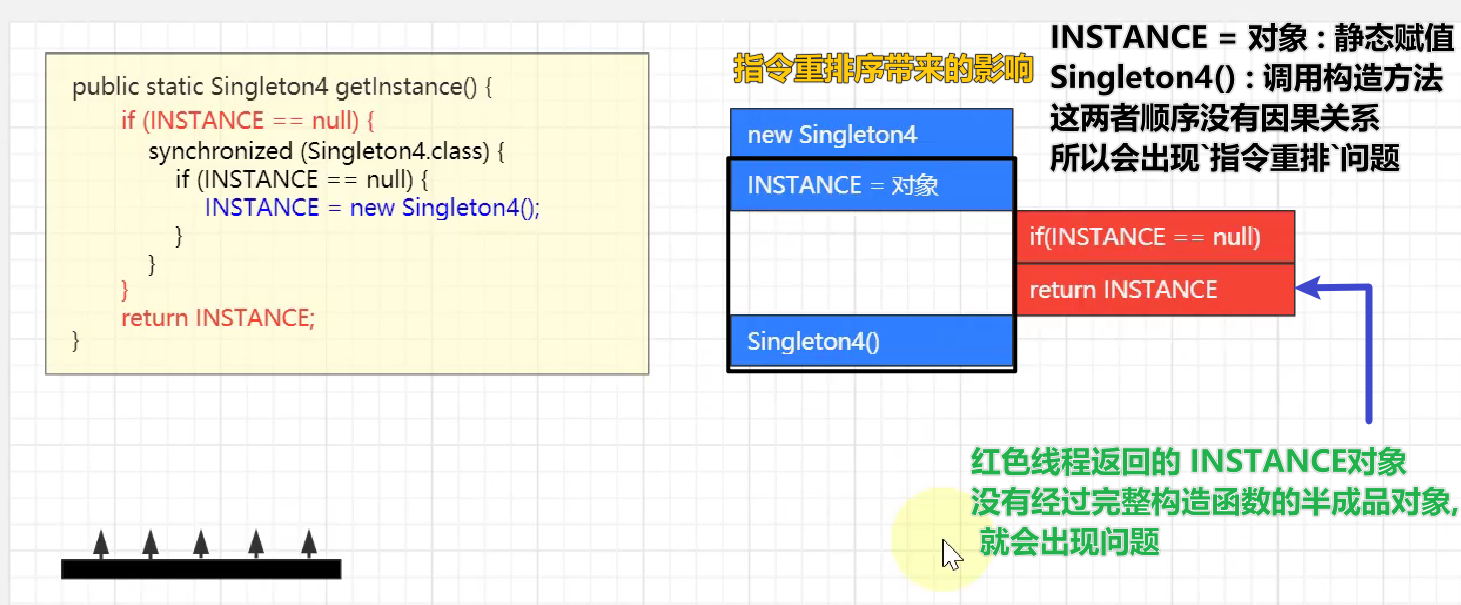 public static Singleton4 getInstance() {
if (INSTANCE == null) {
synchronized (Singleton4.class) {
if (INSTANCE == null) {
INSTANCE = new Singleton4();
}
}
}
return INSTANCE;
}
指令重排序带来的影响
new Singleton4
INSTANCE = 对象
Singleton4()
if(INSTANCE == null)
return INSTANCE
INSTANCE = 对象 : 静态赋值
Singleton4() : 调用构造方法
这两者顺序没有因果关系
所以会出现`指令重排`问题
红色线程返回的 INSTANCE对象
没有经过完整构造函数的半成品对象,
就会出现问题